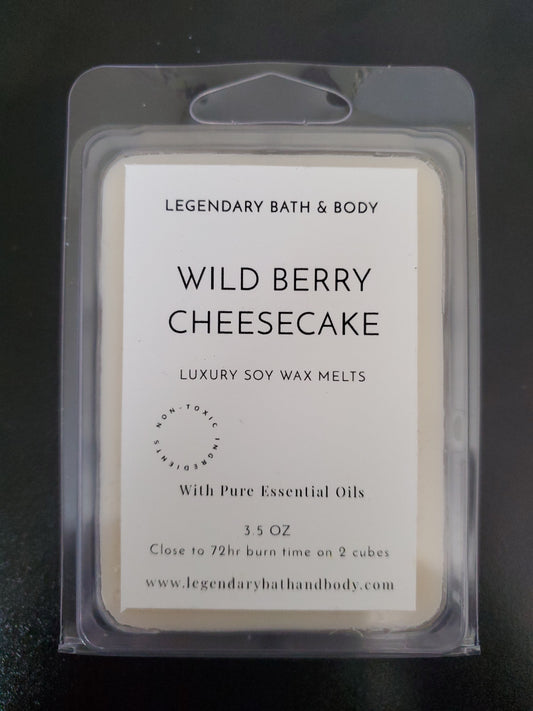 LEGENDARY BATH & BODY
WILD BERRY
CHEESECAKE
LUXURY SOY WAX MELTS
NON-TOXIC INGREDIENTS
With Pure Essential Oils
3.5 OZ
Close to 72hr burn time on 2 cubes
www.legendarybathandbody.com